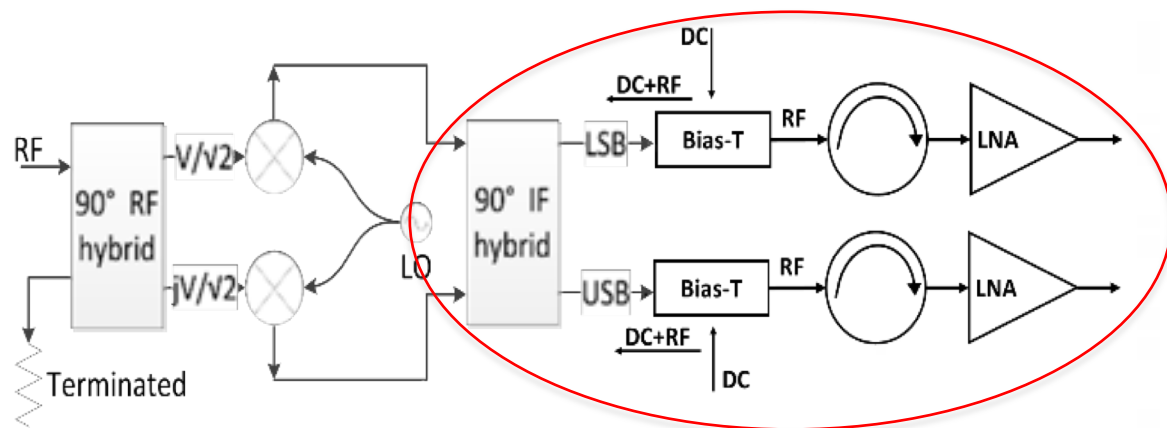 RF
90° RF
hybrid
Terminated
V/√2
jV/√2
LO
90° IF
hybrid
LSB
USB
DC
DC+RF
Bias-T
RF
LNA
Bias-T
RF
LNA
DC+RF
DC